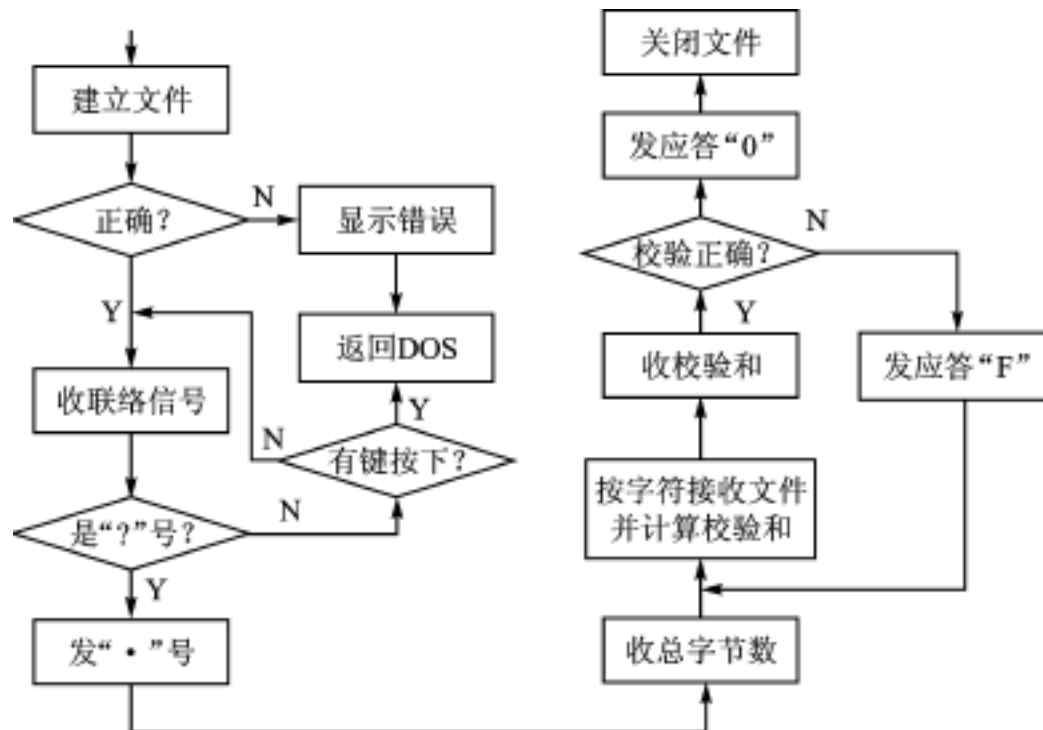 建立文件
正确?
N
显示错误
Y
返回DOS
收联络信号
Y
N
有键按下?
是“?”号?
N
Y
发“·”号
关闭文件
发应答“0”
N
校验正确?
Y
收校验和
发应答“F”
按字符接收文件
并计算校验和
收总字节数